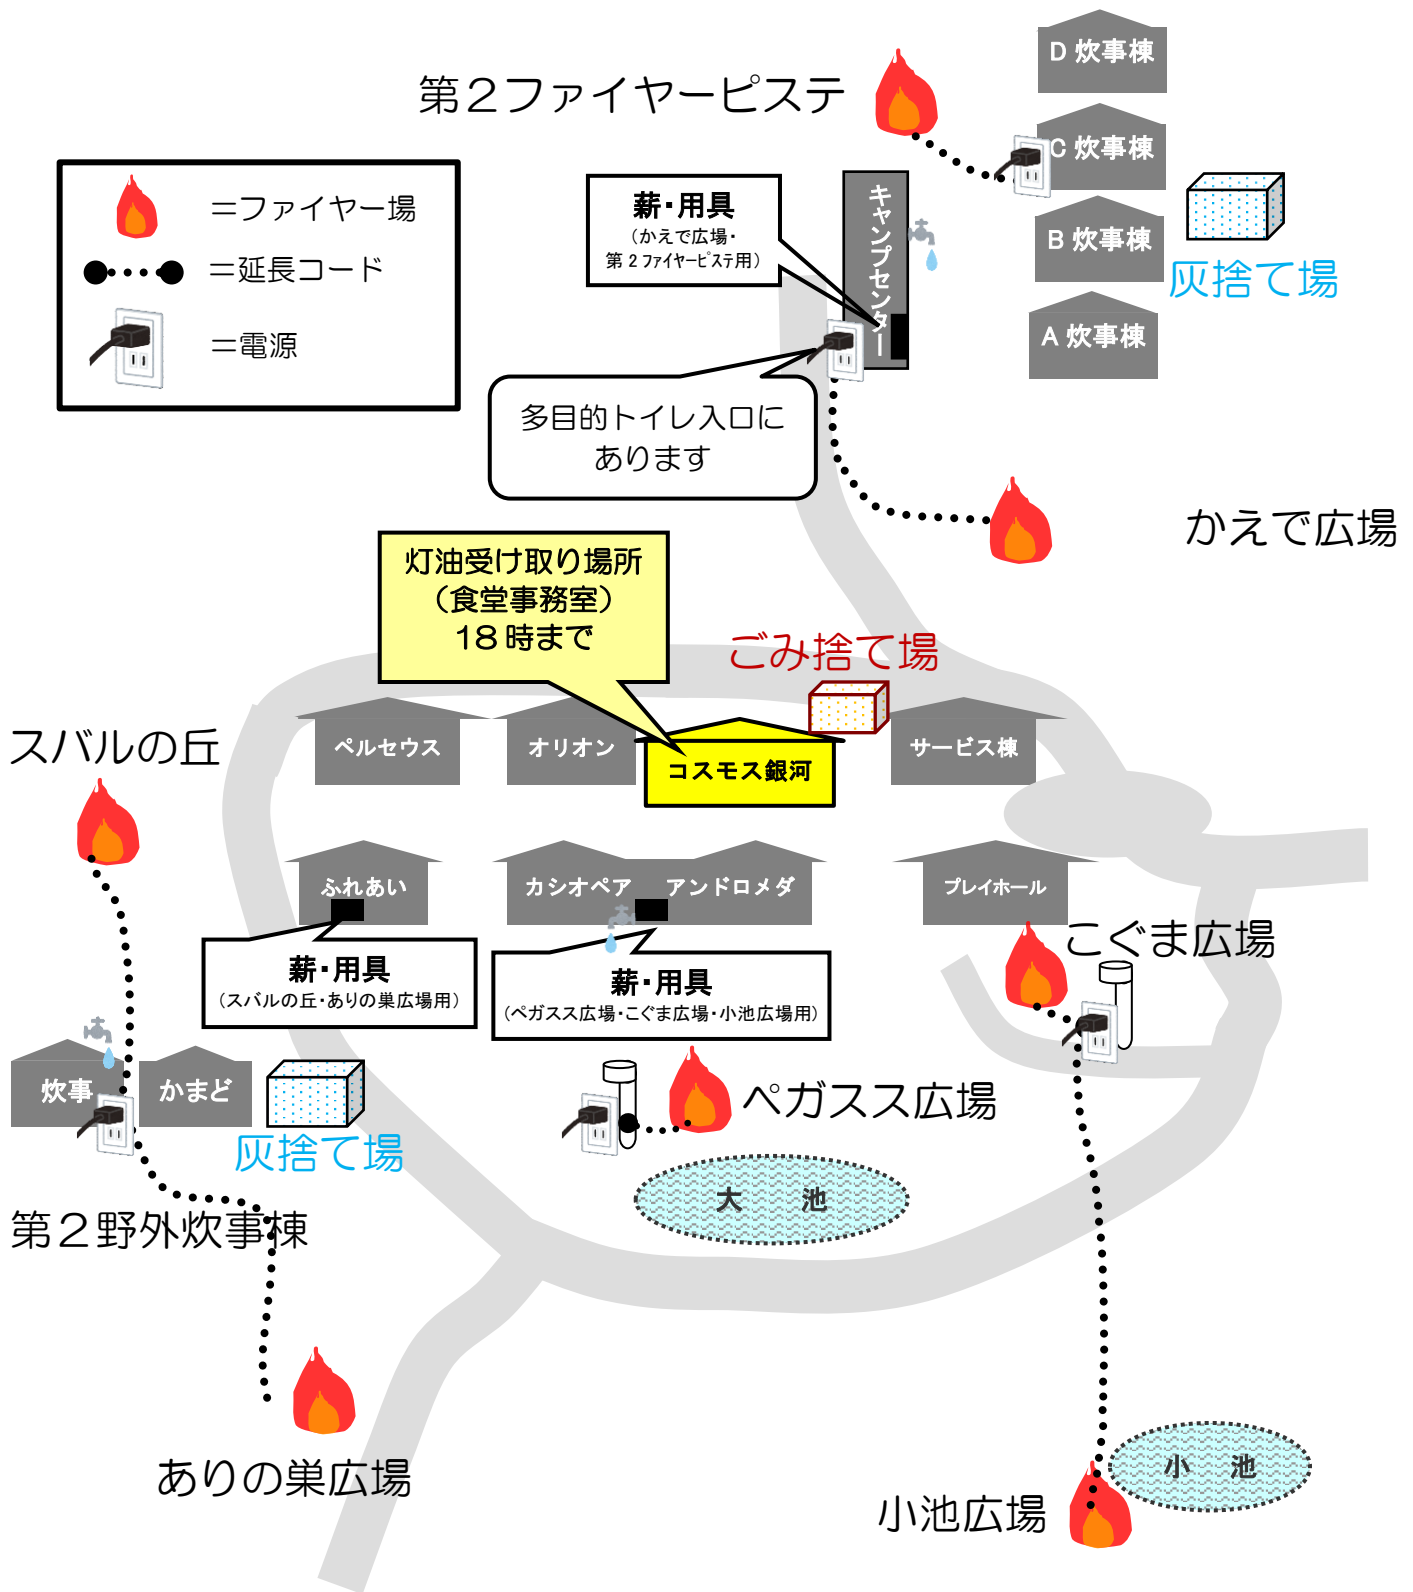 D 炊事棟
第２ファイヤーピステ
C 炊事棟
＝ファイヤー場
＝延長コード
＝電源
薪・用具
（かえで広場・
第２ファイヤーピステ用）
キャンプセンター
B 炊事棟
灰捨て場
A 炊事棟
多目的トイレ入口に
あります
かえで広場
灯油受け取り場所
（食堂事務室）
18時まで
ごみ捨て場
スバルの丘
ペルセウス
オリオン
コスモス銀河
サービス棟
ふれあい
カシオペア
アンドロメダ
プレイホール
こぐま広場
薪・用具
（スバルの丘・ありの巣広場用）
薪・用具
（ペガスス広場・こぐま広場・小池広場用）
炊事
かまど
灰捨て場
ペガスス広場
大　池
第２野外炊事棟
ありの巣広場
小　池
小池広場